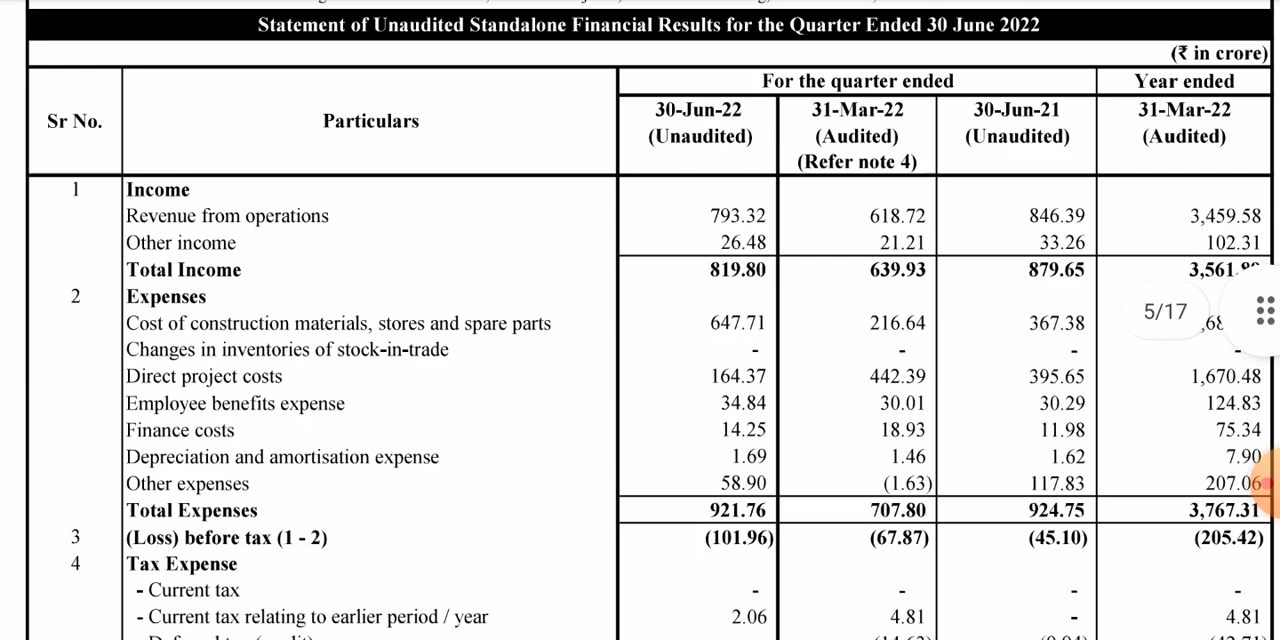 Statement of Unaudited Standalone Financial Results for the Quarter Ended 30 June 2022
(₹ in crore)
Sr No. Particulars For the quarter ended Year ended
30-Jun-22 31-Mar-22 30-Jun-21 31-Mar-22
(Unaudited) (Audited) (Unaudited) (Audited)
(Refer note 4)
1 Income
Revenue from operations 793.32 618.72 846.39 3,459.58
Other income 26.48 21.21 33.26 102.31
Total Income 819.80 639.93 879.65 3,561.
2 Expenses
5/17
Cost of construction materials, stores and spare parts 647.71 216.64 367.38
Changes in inventories of stock-in-trade - - - -
Direct project costs 164.37 442.39 395.65 1,670.48
Employee benefits expense 34.84 30.01 30.29 124.83
Finance costs 14.25 18.93 11.98 75.34
Depreciation and amortisation expense 1.69 1.46 1.62 7.90
Other expenses 58.90 (1.63) 117.83 207.06
Total Expenses 921.76 707.80 924.75 3,767.31
3 (Loss) before tax (1 - 2) (101.96) (67.87) (45.10) (205.42)
4 Tax Expense
- Current tax - - - -
- Current tax relating to earlier period / year 2.06 4.81 - 4.81